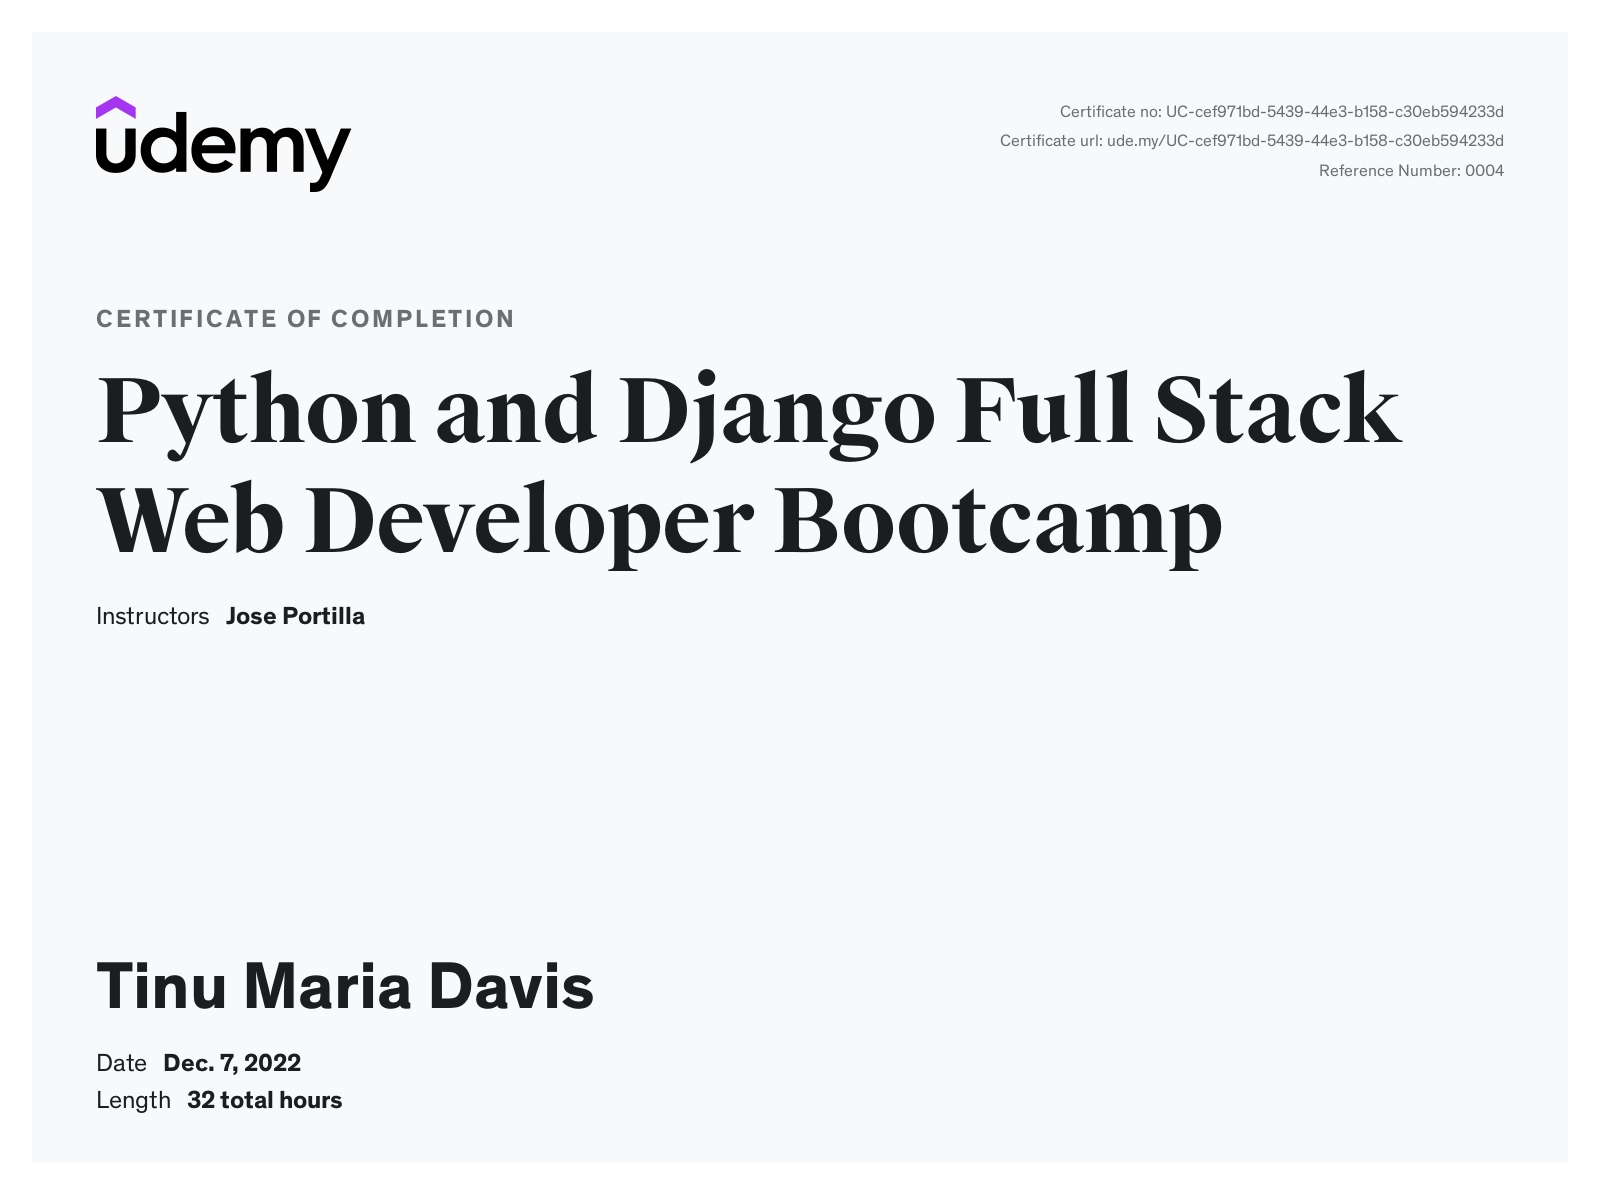 udemy
Certificate no: UC-cef971bd-5439-44e3-b158-c30eb594233d
Certificate url: ude.my/UC-cef971bd-5439-44e3-b158-c30eb594233d
Reference Number: 0004
CERTIFICATE OF COMPLETION
Python and Django Full Stack
Web Developer Bootcamp
Instructors Jose Portilla
Tinu Maria Davis
Date Dec. 7, 2022
Length 32 total hours